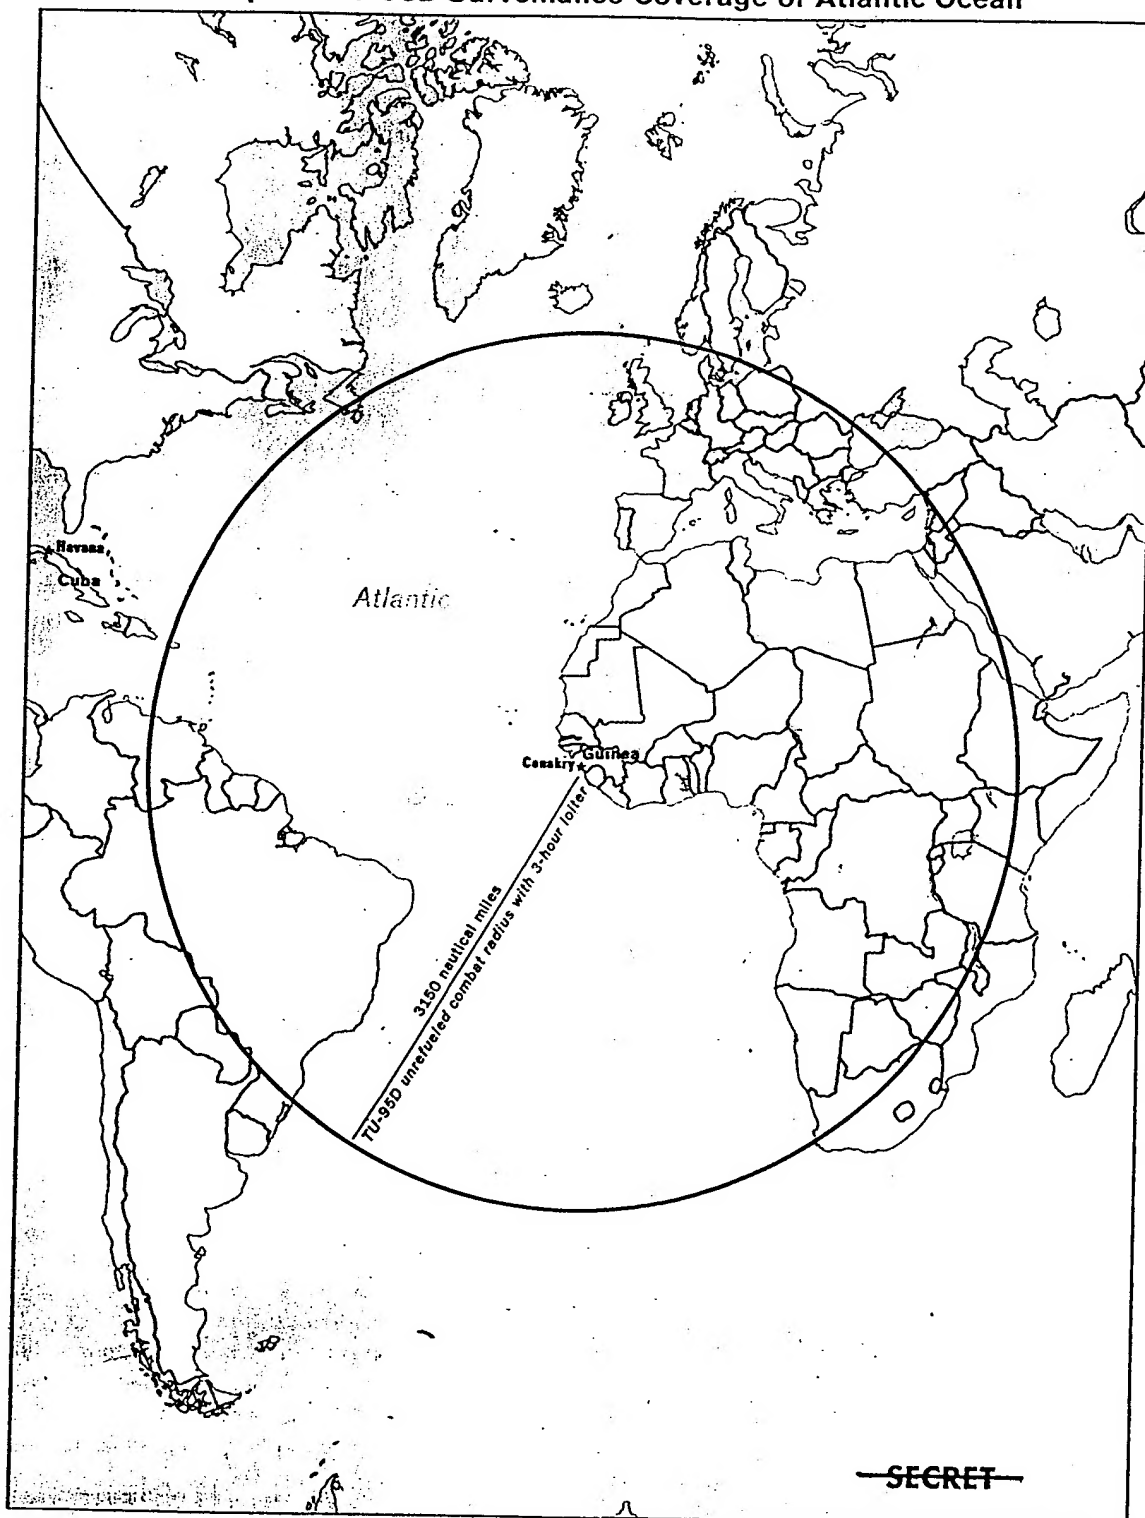 Surveillance Coverage of Atlantic Ocean
Havana
Cuba
Atlantic
Guinea
Conakry
3150 nautical miles
TU-95D unrefueled combat radius with 3-hour loiter
SECRET